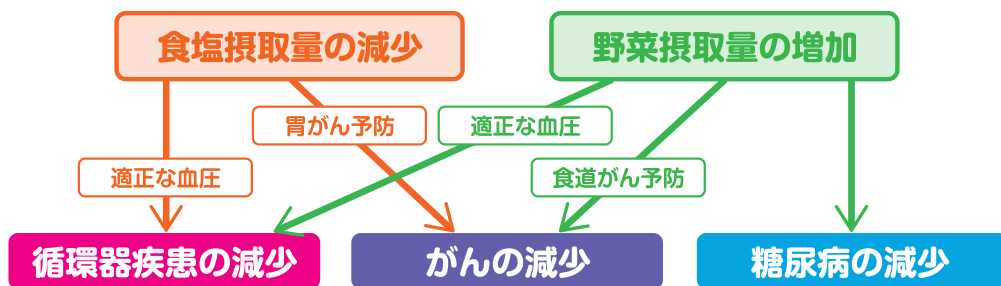 食塩摂取量の減少
野菜摂取量の増加
胃がん予防
適正な血圧
適正な血圧
食道がん予防
循環器疾患の減少
がんの減少
糖尿病の減少